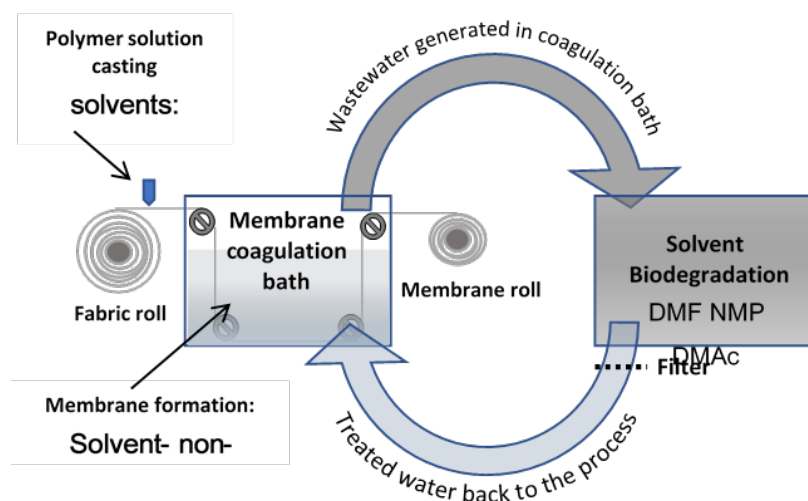 Polymer solution
casting
solvents:
Wastewater generated in coagulation bath
Membrane
coagulation
bath
Fabric roll
Membrane roll
Solvent
Biodegradation
DMF NMP
DMAc
Filter
Membrane formation:
Solvent- non-
Treated water back to the process